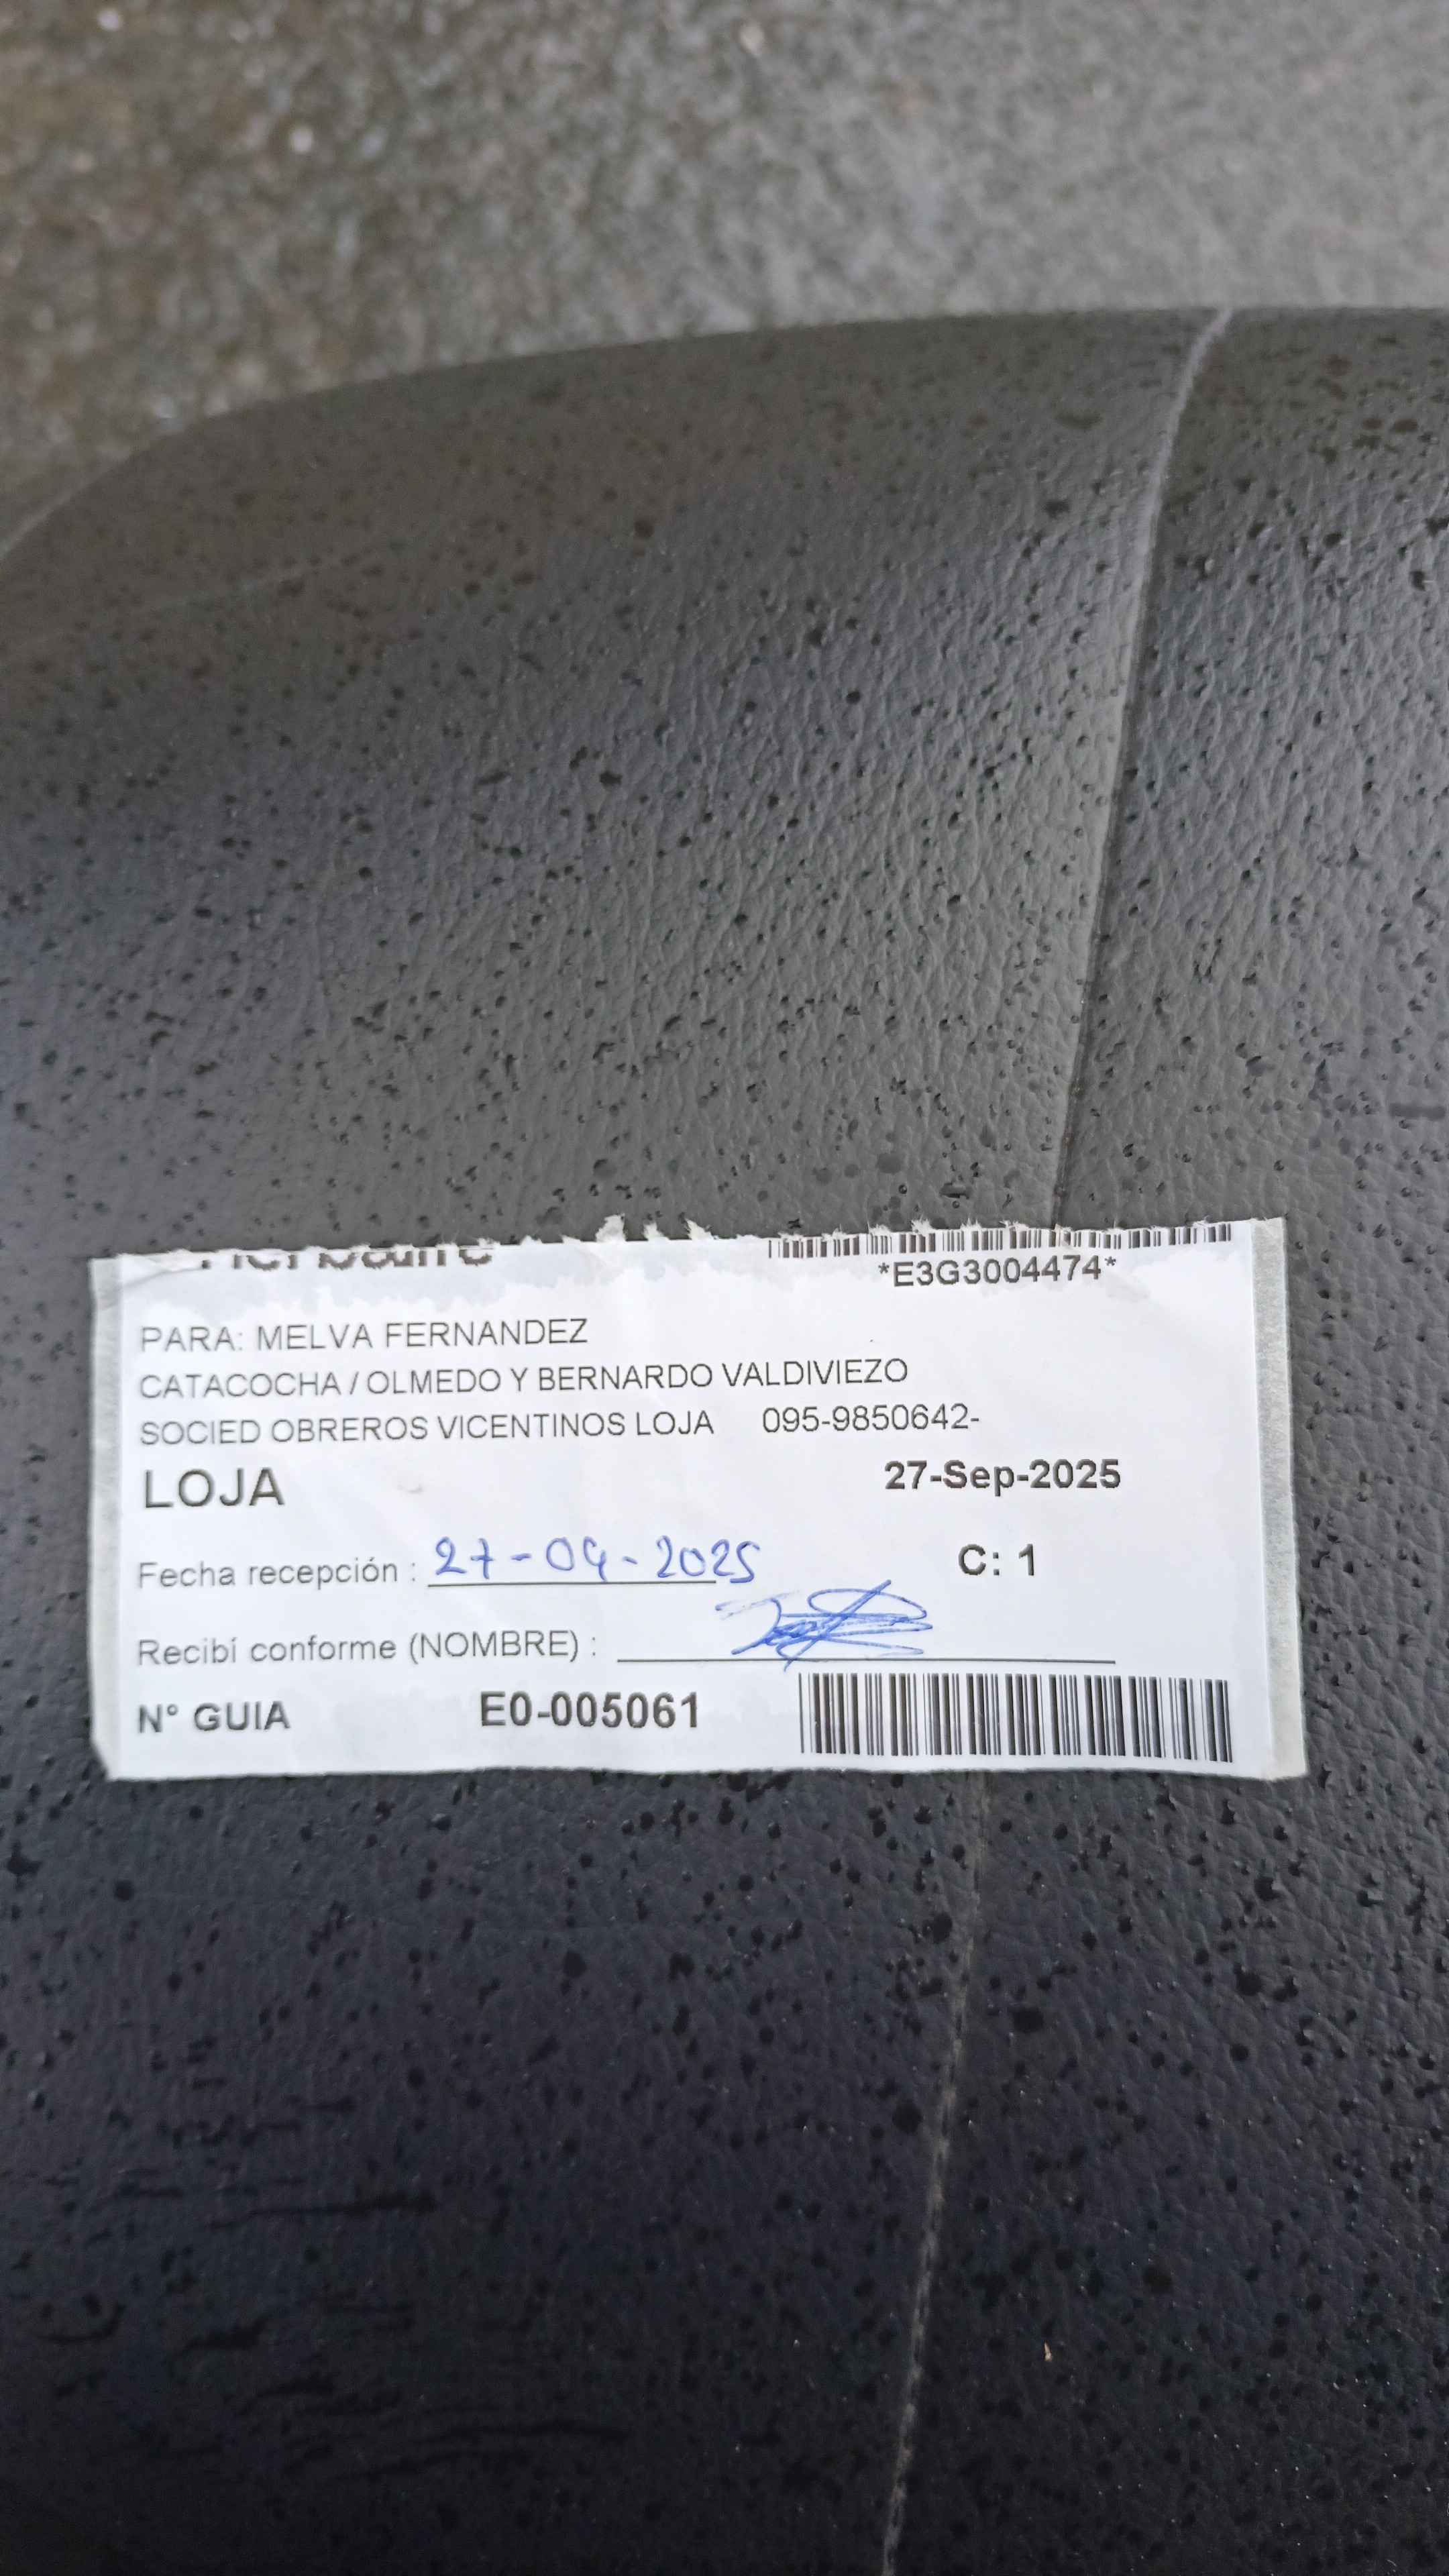 *E3G3004474*
PARA: MELVA FERNANDEZ
CATACOCHA / OLMEDO Y BERNARDO VALDIVIEZO
SOCIED OBREROS VICENTINOS LOJA 095-9850642-
LOJA 27-Sep-2025
Fecha recepción : 27-09-2025 C: 1
Recibí conforme (NOMBRE) :
N° GUIA E0-005061